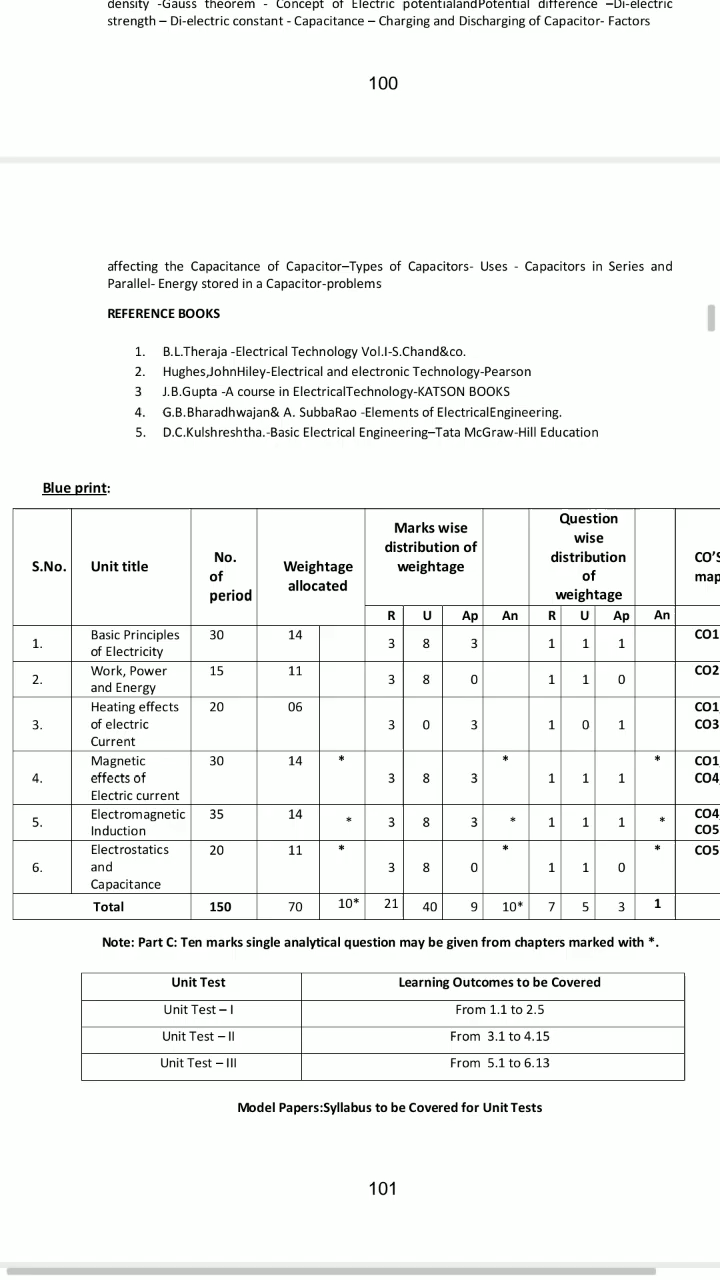 density -Gauss theorem - Concept of Electric potentialandPotential difference –Di-electric
strength – Di-electric constant - Capacitance – Charging and Discharging of Capacitor- Factors
100
affecting the Capacitance of Capacitor–Types of Capacitors- Uses - Capacitors in Series and
Parallel- Energy stored in a Capacitor-problems
REFERENCE BOOKS
1. B.L.Theraja -Electrical Technology Vol.I-S.Chand&co.
2. Hughes,JohnHiley-Electrical and electronic Technology-Pearson
3 J.B.Gupta -A course in ElectricalTechnology-KATSON BOOKS
4. G.B.Bharadhwajan& A. SubbaRao -Elements of ElectricalEngineering.
5. D.C.Kulshreshtha.-Basic Electrical Engineering–Tata McGraw-Hill Education
Blue print:
S.No. Unit title No. of period Weightage allocated Marks wise distribution of weightage Question wise distribution of weightage CO'S map
R U Ap An R U Ap An
1. Basic Principles of Electricity 30 14 3 8 3 1 1 1 CO1
2. Work, Power and Energy 15 11 3 8 0 1 1 0 CO2
3. Heating effects of electric Current 20 06 3 0 3 1 0 1 CO1, CO3
4. Magnetic effects of Electric current 30 14 * 3 8 3 * 1 1 1 * CO1, CO4,
5. Electromagnetic Induction 35 14 * 3 8 3 * 1 1 1 * CO4, CO5
6. Electrostatics and Capacitance 20 11 * 3 8 0 * 1 1 0 * CO5
Total 150 70 10* 21 40 9 10* 7 5 3 1
Note: Part C: Ten marks single analytical question may be given from chapters marked with *.
Unit Test Learning Outcomes to be Covered
Unit Test – I From 1.1 to 2.5
Unit Test – II From 3.1 to 4.15
Unit Test – III From 5.1 to 6.13
Model Papers:Syllabus to be Covered for Unit Tests
101